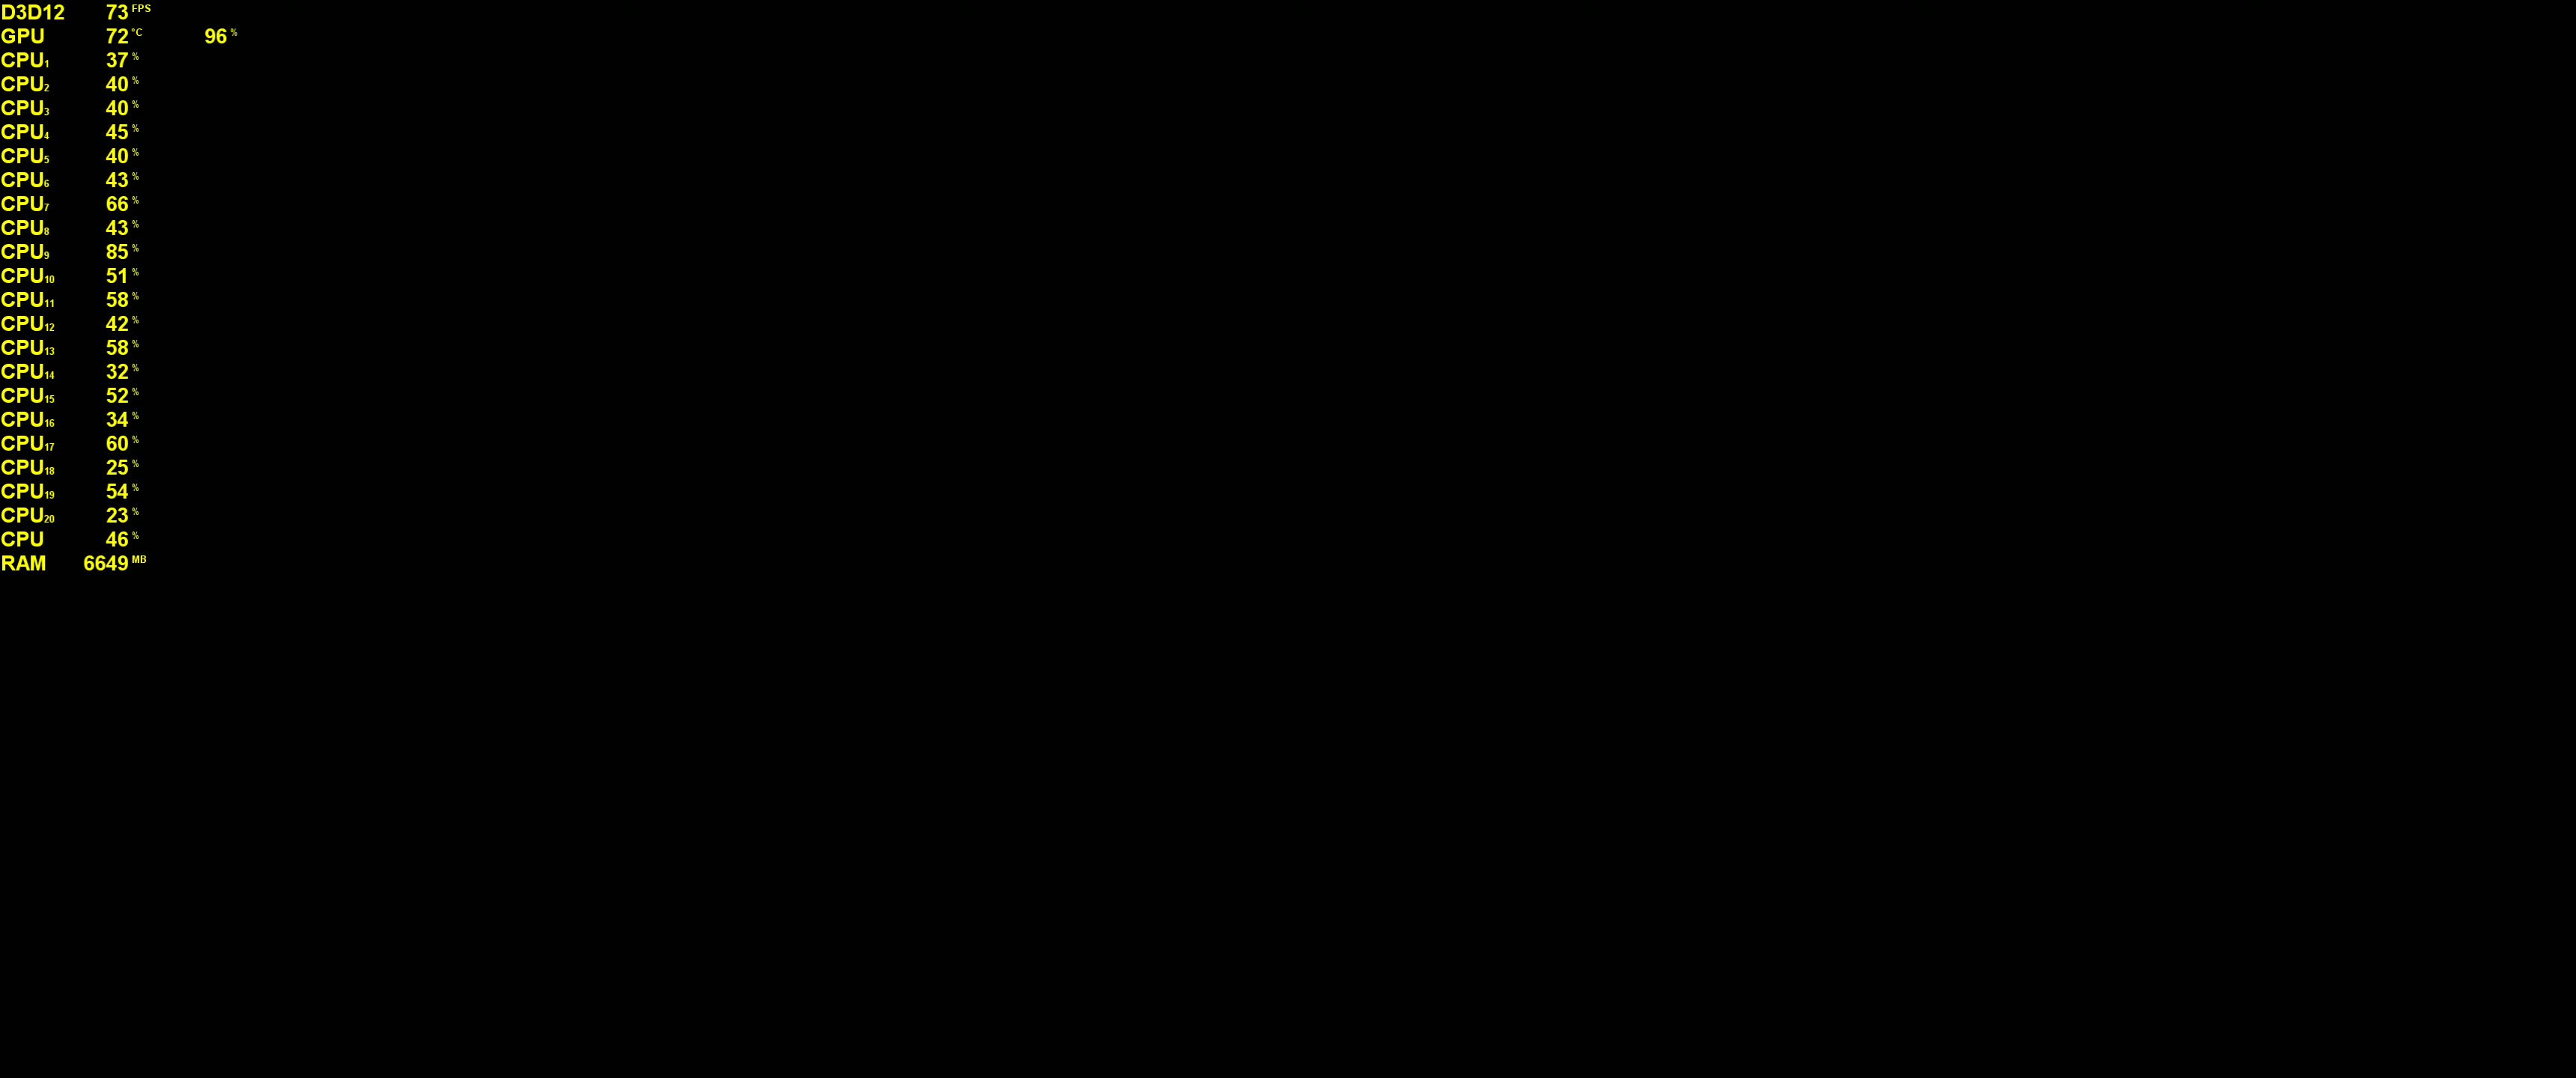 D3D12 73 FPS
GPU 72 °C 96 %
CPU1 37 %
CPU2 40 %
CPU3 40 %
CPU4 45 %
CPU5 40 %
CPU6 43 %
CPU7 66 %
CPU8 43 %
CPU9 85 %
CPU10 51 %
CPU11 58 %
CPU12 42 %
CPU13 58 %
CPU14 32 %
CPU15 52 %
CPU16 34 %
CPU17 60 %
CPU18 25 %
CPU19 54 %
CPU20 23 %
CPU 46 %
RAM 6649 MB